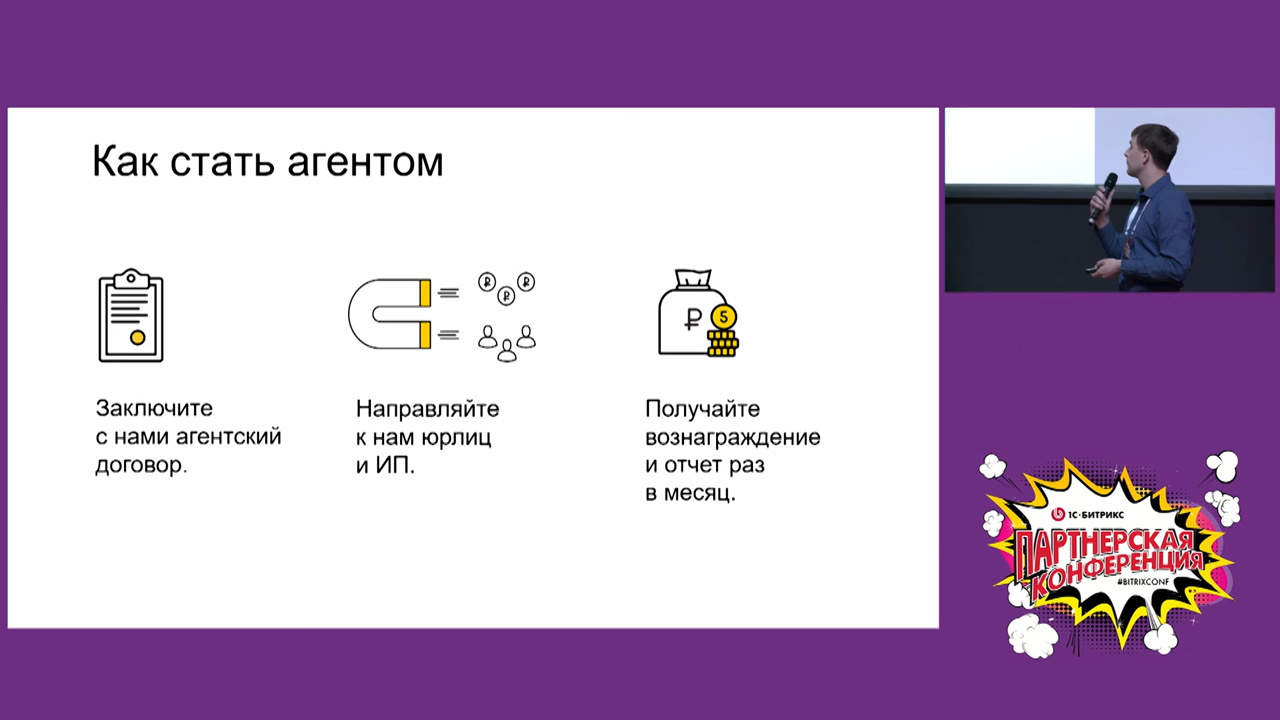 Как стать агентом
₽ ₽
₽
₽ 5
Заключите
с нами агентский
договор.
Направляйте
к нам юрлиц
и ИП.
Получайте
вознаграждение
и отчет раз
в месяц.
1С-БИТРИКС
ПАРТНЕРСКАЯ
КОНФЕРЕНЦИЯ
#BITRIXCONF